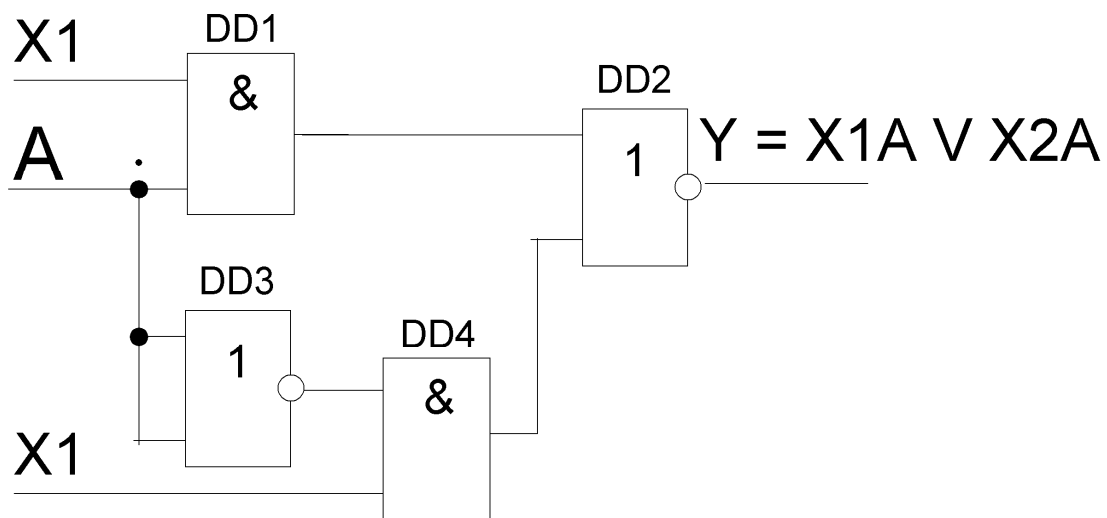 X1
DD1
&
A
DD2
1
Y = X1A V X2A
DD3
1
DD4
&
X1